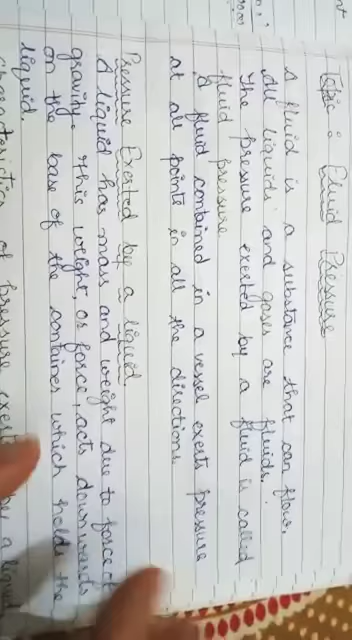 Topic : Fluid Pressure
A fluid is a substance that can flow.
All liquids and gases are fluids.
The pressure exerted by a fluid is called
fluid pressure.
A fluid contained in a vessel exerts pressure
at all points in all the directions.
Pressure Exerted by a liquid
A liquid has mass and weight due to force of
gravity. This weight, or force, acts downwards
on the base of the container which holds the
liquid.
characteristics of pressure by a liquid